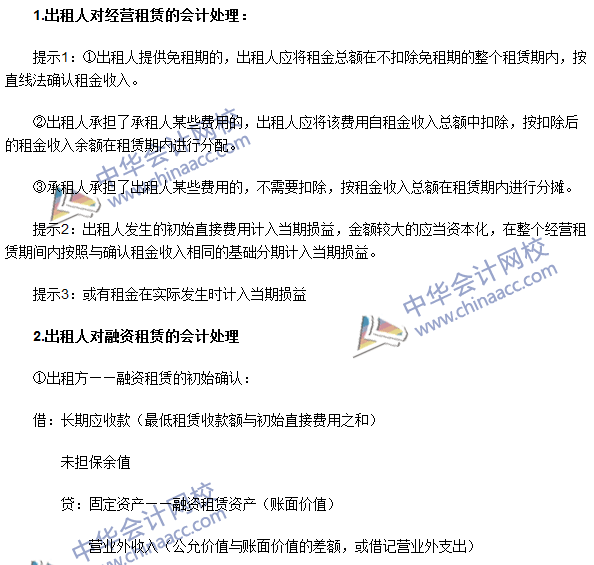 1.出租人对经营租赁的会计处理：
提示1：①出租人提供免租期的，出租人应将租金总额在不扣除免租期的整个租赁期内，按
直线法确认租金收入。
②出租人承担了承租人某些费用的，出租人应将该费用自租金收入总额中扣除，按扣除后
的租金收入余额在租赁期内进行分配。
③承租人承担了出租人某些费用的，不需要扣除，按租金收入总额在租赁期内进行分摊。
提示2：出租人发生的初始直接费用计入当期损益，金额较大的应当资本化，在整个经营租
赁期间内按照与确认租金收入相同的基础分期计入当期损益。
提示3：或有租金在实际发生时计入当期损益
2.出租人对融资租赁的会计处理
①出租方——融资租赁的初始确认：
借：长期应收款（最低租赁收款额与初始直接费用之和）
未担保余值
贷：固定资产——融资租赁资产（账面价值）
营业外收入（公允价值与账面价值的差额，或借记营业外支出）
中华会计网校
www.chinaacc.com
中华会计网校
www.chinaacc.com
中华会计网校
www.chinaacc.com